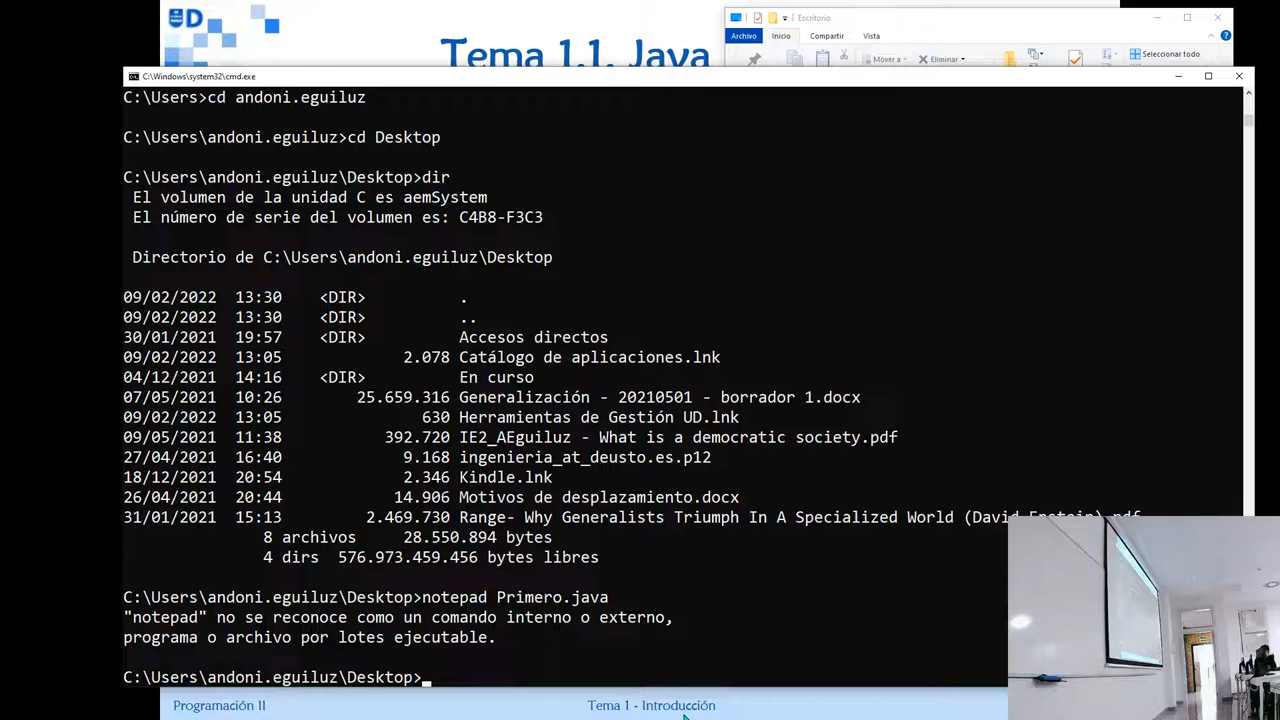 UD
Tema 1.1. Java
Escritorio
Archivo Inicio Compartir Vista
Mover a Eliminar Seleccionar todo
C:\Windows\system32\cmd.exe
C:\Users>cd andoni.eguiluz
C:\Users\andoni.eguiluz>cd Desktop
C:\Users\andoni.eguiluz\Desktop>dir
El volumen de la unidad C es aemSystem
El número de serie del volumen es: C4B8-F3C3
Directorio de C:\Users\andoni.eguiluz\Desktop
09/02/2022 13:30 <DIR> .
09/02/2022 13:30 <DIR> ..
30/01/2021 19:57 <DIR> Accesos directos
09/02/2022 13:05 2.078 Catálogo de aplicaciones.lnk
04/12/2021 14:16 <DIR> En curso
07/05/2021 10:26 25.659.316 Generalización - 20210501 - borrador 1.docx
09/02/2022 13:05 630 Herramientas de Gestión UD.lnk
09/05/2021 11:38 392.720 IE2_AEguiluz - What is a democratic society.pdf
27/04/2021 16:40 9.168 ingenieria_at_deusto.es.p12
18/12/2021 20:54 2.346 Kindle.lnk
26/04/2021 20:44 14.906 Motivos de desplazamiento.docx
31/01/2021 15:13 2.469.730 Range- Why Generalists Triumph In A Specialized World (David Epstein).pdf
8 archivos 28.550.894 bytes
4 dirs 576.973.459.456 bytes libres
C:\Users\andoni.eguiluz\Desktop>notepad Primero.java
"notepad" no se reconoce como un comando interno o externo,
programa o archivo por lotes ejecutable.
C:\Users\andoni.eguiluz\Desktop>
Programación II Tema 1 - Introducción